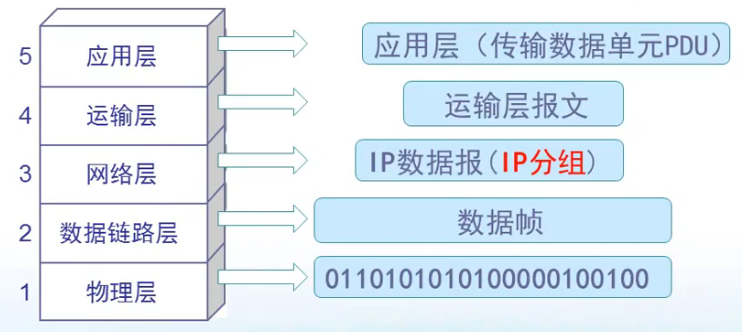 5 应用层 应用层（传输数据单元PDU）
4 运输层 运输层报文
3 网络层 IP数据报(IP分组)
2 数据链路层 数据帧
1 物理层 0110101010100000100100